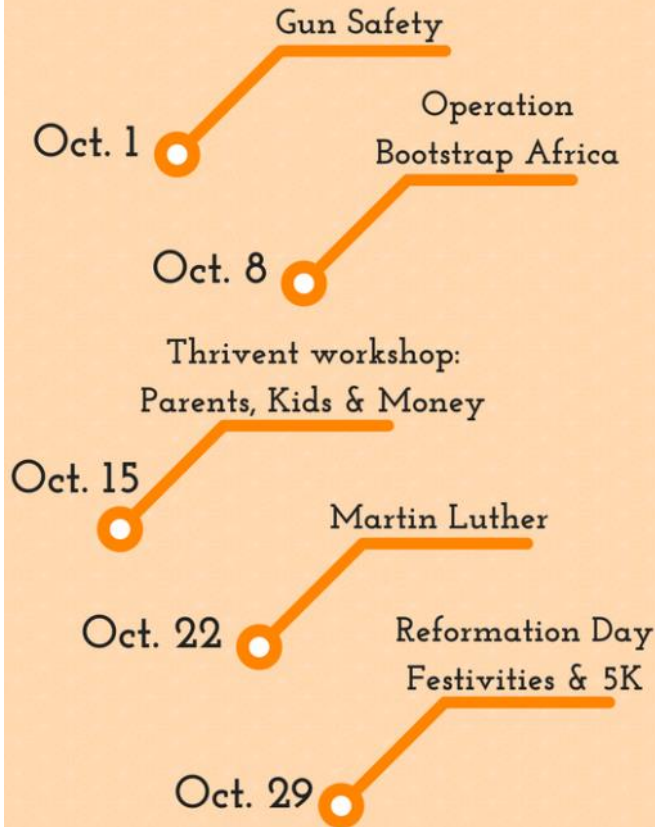 Gun Safety
Oct. 1
Operation
Bootstrap Africa
Oct. 8
Thrivent workshop:
Parents, Kids & Money
Oct. 15
Martin Luther
Oct. 22
Reformation Day
Festivities & 5K
Oct. 29